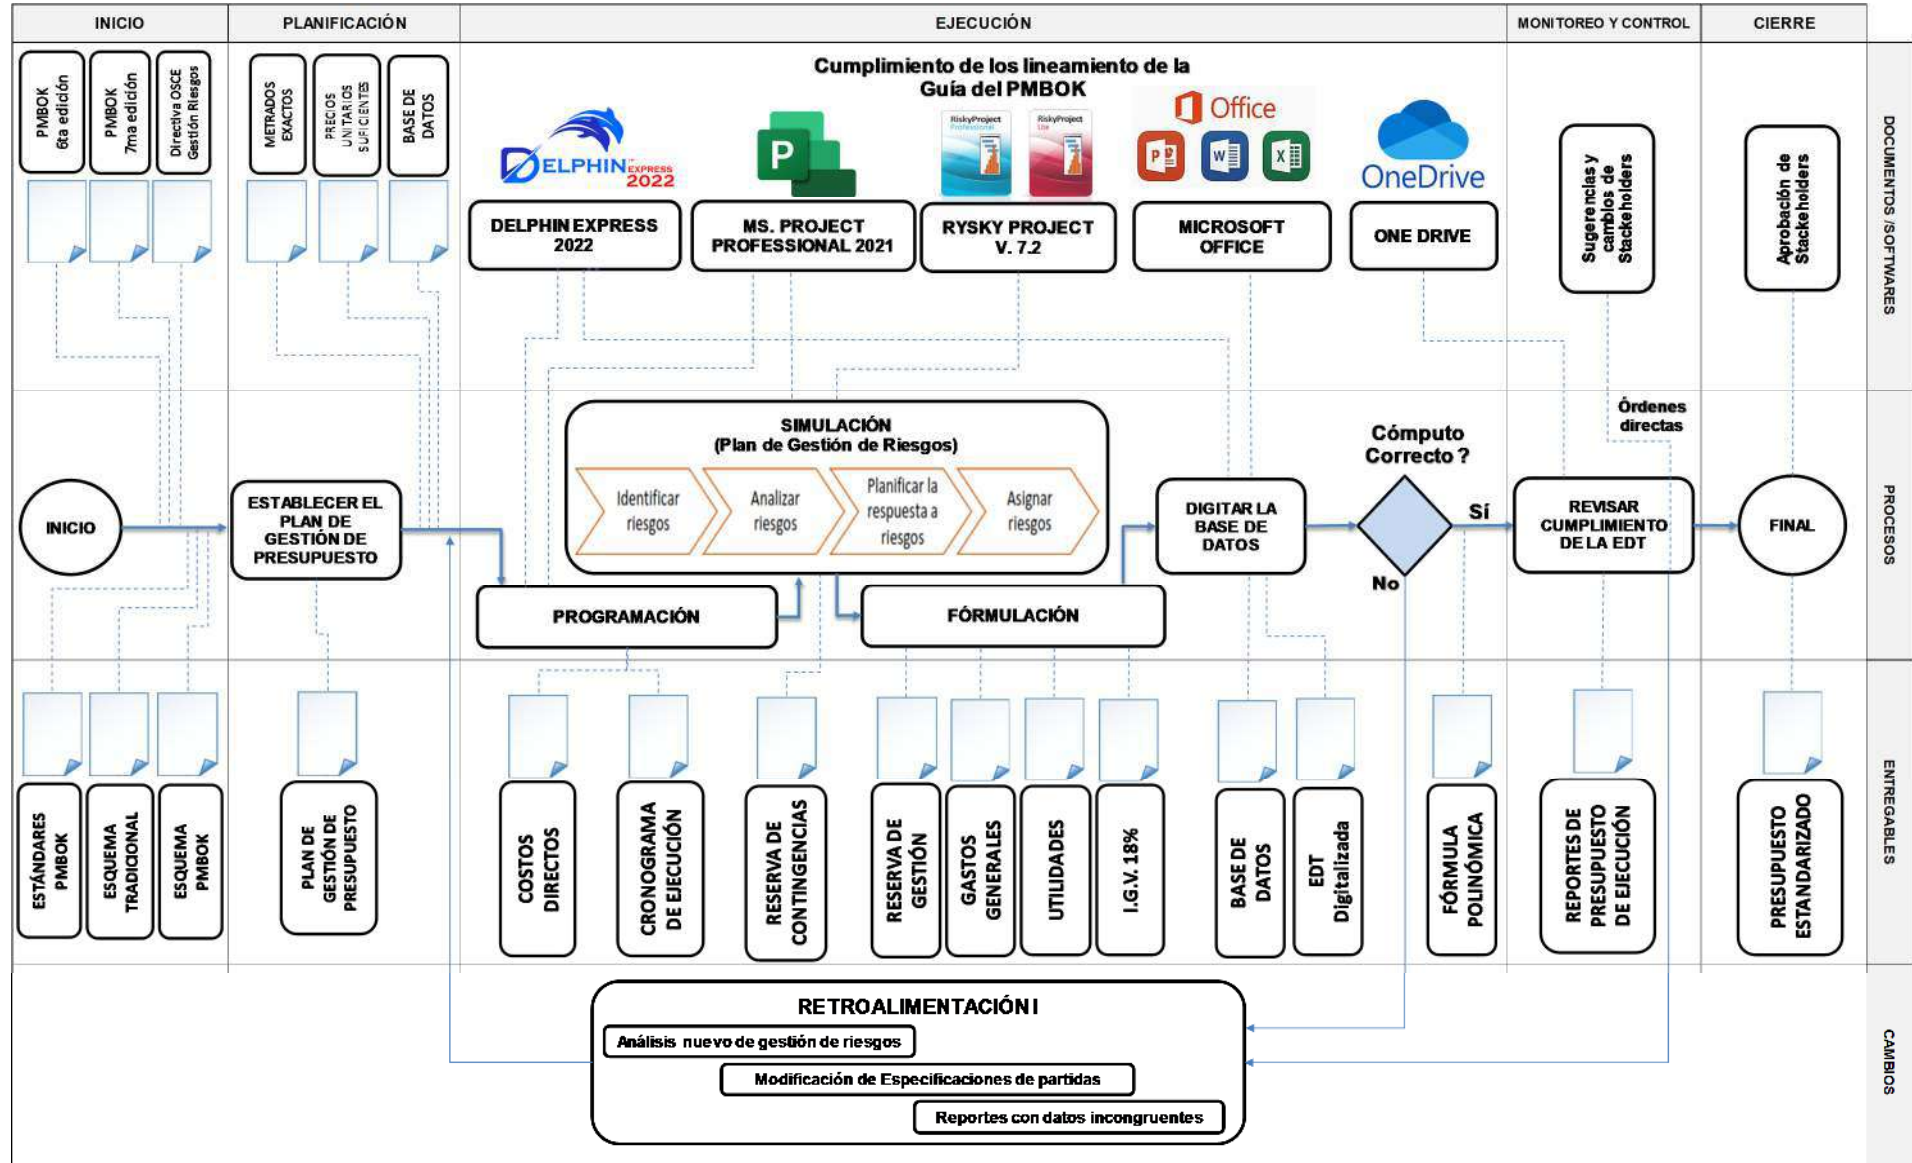 INICIO
PLANIFICACIÓN
EJECUCIÓN
MONITOREO Y CONTROL
CIERRE
PMBOK
6ta edición
PMBOK
7ma edición
Directiva OSCE
Gestión Riesgos
METRADOS
EXACTOS
PRECIOS
UNITARIOS
SUFICIENTES
BASE DE
DATOS
Cumplimiento de los lineamiento de la
Guía del PMBOK
DELPHIN
EXPRESS
2022
P
RiskyProject
Professional
RiskyProject
Lite
Office
P
W
X
OneDrive
DELPHIN EXPRESS
2022
MS. PROJECT
PROFESSIONAL 2021
RYSKY PROJECT
V. 7.2
MICROSOFT
OFFICE
ONE DRIVE
Sugerencias y
cambios de
Stackeholders
Aprobación de
Stakeholders
DOCUMENTOS /SOFTWARES
INICIO
ESTABLECER EL
PLAN DE
GESTIÓN DE
PRESUPUESTO
SIMULACIÓN
(Plan de Gestión de Riesgos)
Identificar
riesgos
Analizar
riesgos
Planificar la
respuesta a
riesgos
Asignar
riesgos
PROGRAMACIÓN
FÓRMULACIÓN
DIGITAR LA
BASE DE
DATOS
Cómputo
Correcto ?
Sí
No
Órdenes
directas
REVISAR
CUMPLIMIENTO
DE LA EDT
FINAL
PROCESOS
ESTÁNDARES
PMBOK
ESQUEMA
TRADICIONAL
ESQUEMA
PMBOK
PLAN DE
GESTIÓN DE
PRESUPUESTO
COSTOS
DIRECTOS
CRONOGRAMA
DE EJECUCIÓN
RESERVA DE
CONTINGENCIAS
RESERVA DE
GESTIÓN
GASTOS
GENERALES
UTILIDADES
I.G.V. 18%
BASE DE
DATOS
EDT
Digitalizada
FÓRMULA
POLINÓMICA
REPORTES DE
PRESUPUESTO
DE EJECUCIÓN
PRESUPUESTO
ESTANDARIZADO
ENTREGABLES
RETROALIMENTACIÓN I
Análisis nuevo de gestión de riesgos
Modificación de Especificaciones de partidas
Reportes con datos incongruentes
CAMBIOS